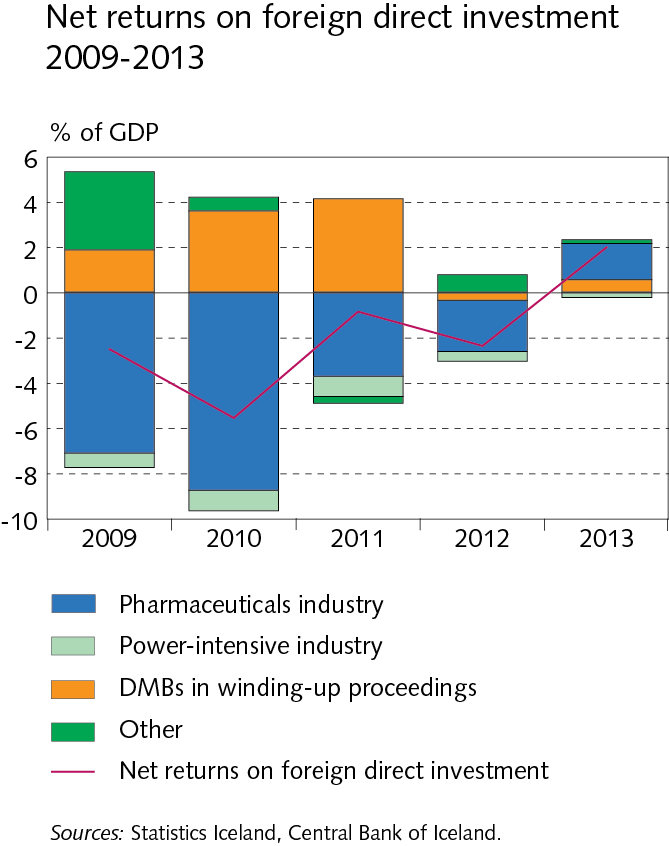 Net returns on foreign direct investment
2009-2013
% of GDP
6
4
2
0
-2
-4
-6
-8
-10
2009 2010 2011 2012 2013
Pharmaceuticals industry
Power-intensive industry
DMBs in winding-up proceedings
Other
Net returns on foreign direct investment
Sources: Statistics Iceland, Central Bank of Iceland.